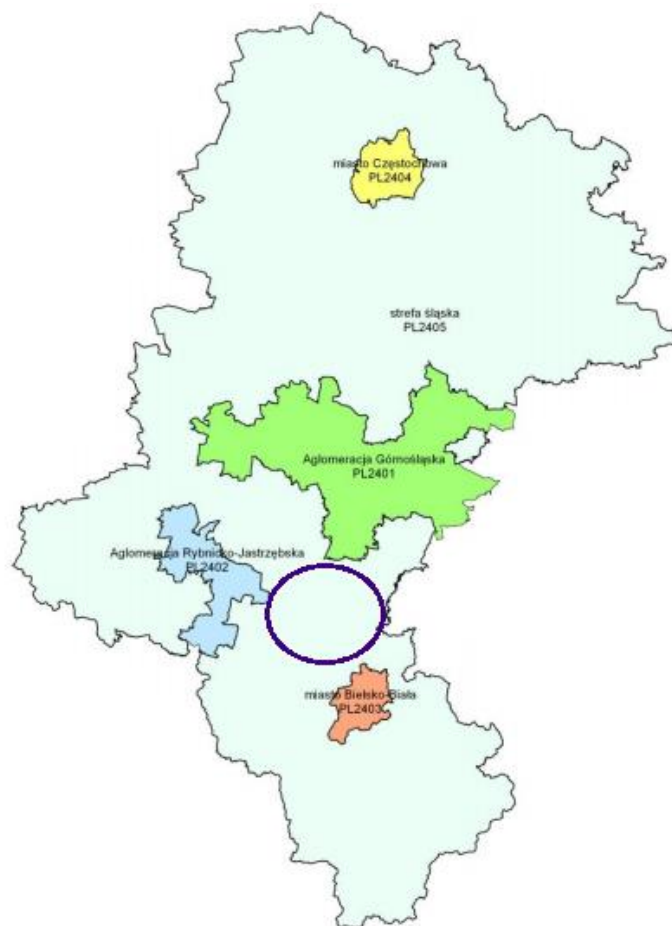 miasto Częstochowa
PL2404
strefa śląska
PL2405
Aglomeracja Górnośląska
PL2401
Aglomeracja Rybnicko-Jastrzębska
PL2402
miasto Bielsko-Biała
PL2403